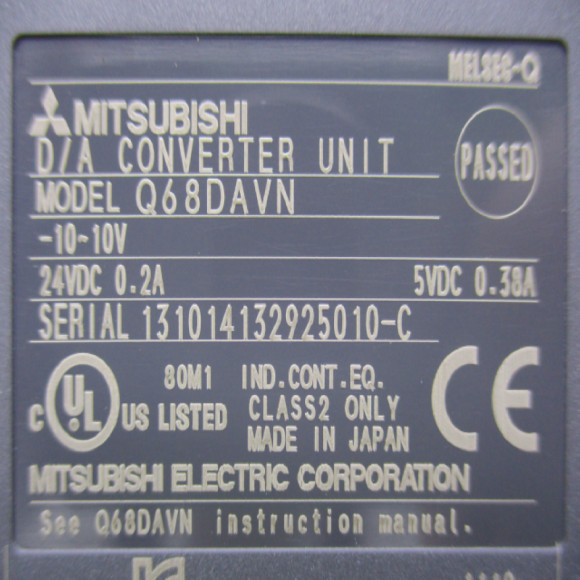 MELSEC-Q
MITSUBISHI
D/A CONVERTER UNIT
PASSED
MODEL Q68DAVN
-10~10V
24VDC 0.2A 5VDC 0.38A
SERIAL 131014132925010-C
C UL US LISTED
80M1 IND.CONT.EQ.
CLASS2 ONLY
MADE IN JAPAN
CE
MITSUBISHI ELECTRIC CORPORATION
See Q68DAVN instruction manual.